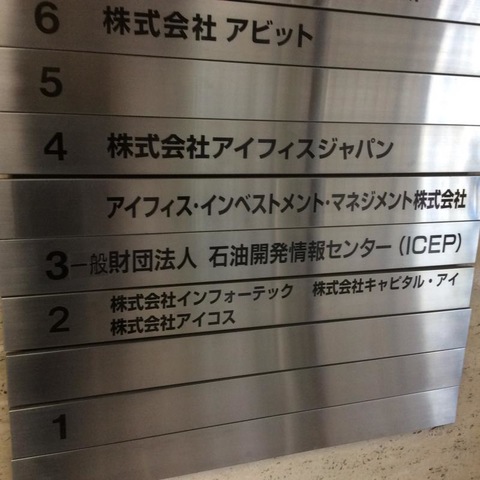 6 株式会社 アビット
5
4 株式会社・アイフィスジャパン
アイフィス・インベストメント・マネジメント株式会社
3 一般財団法人 石油開発情報センター(ICEP)
2 株式会社インフォーテック 株式会社キャピタル・アイ
株式会社アイコス
1